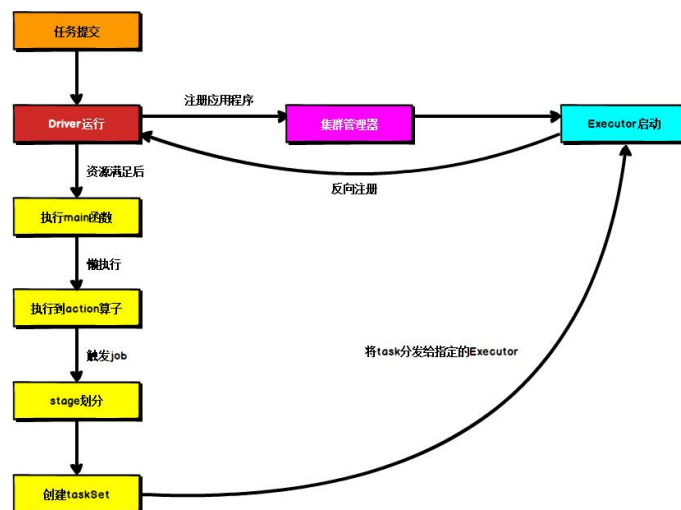 任务提交
注册应用程序
Driver运行
集群管理器
Executor启动
资源满足后
反向注册
执行main函数
懒执行
执行到action算子
将task分发给指定的Executor
触发job
stage划分
创建taskSet